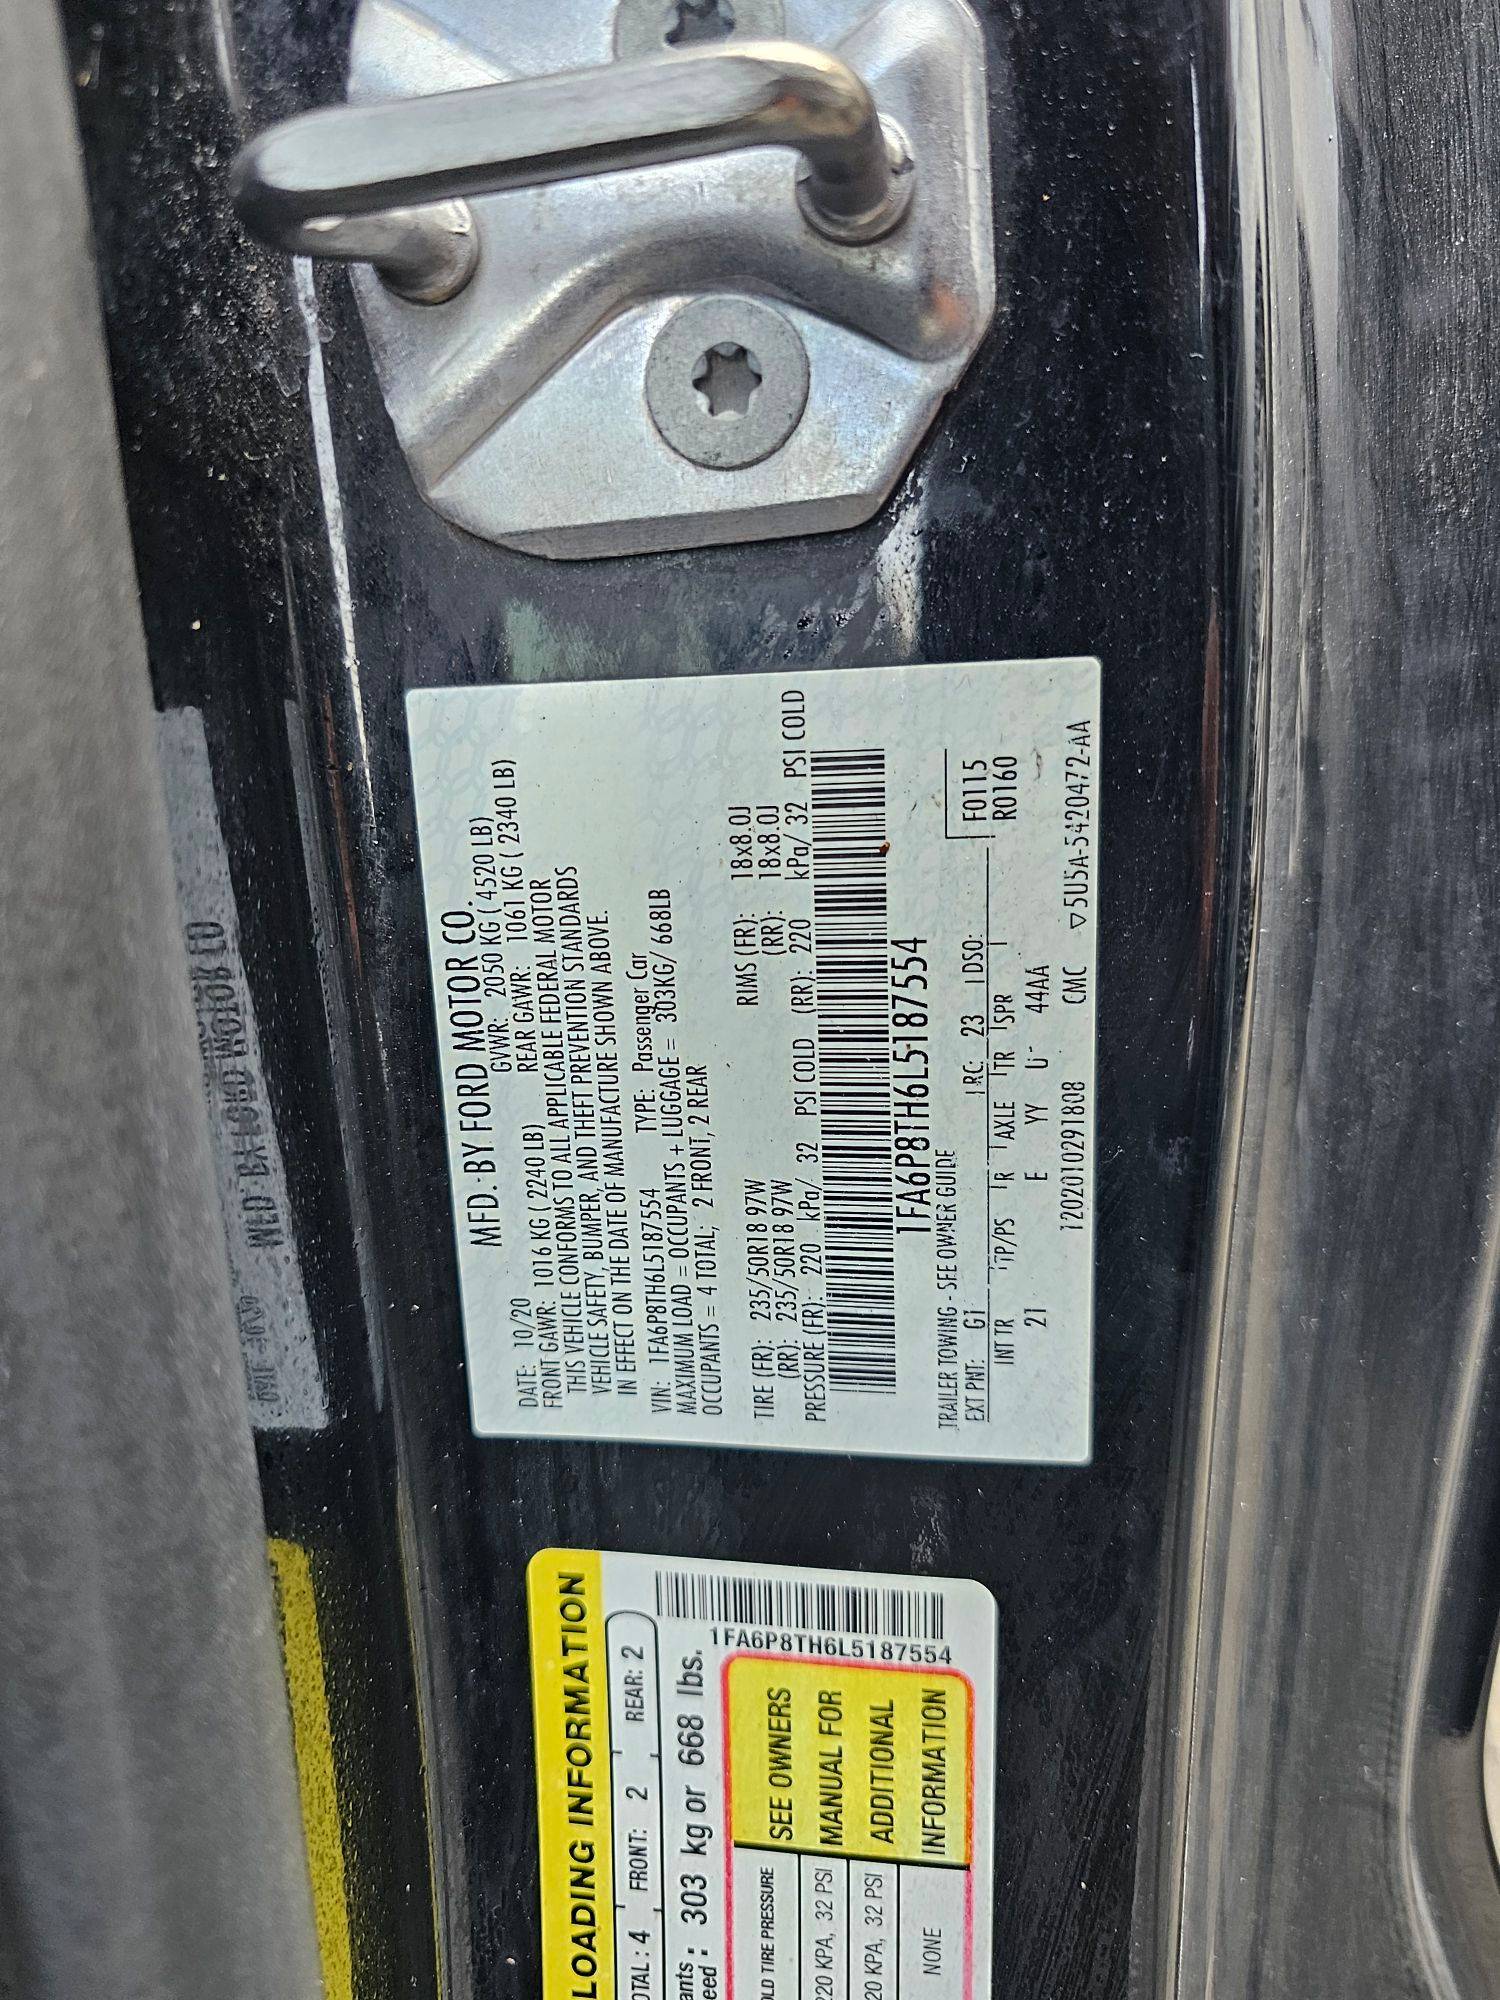 MFD. BY FORD MOTOR CO.
DATE: 10/20 GVWR: 2050 KG ( 4520 LB)
FRONT GAWR: 1016 KG ( 2240 LB) REAR GAWR: 1061 KG ( 2340 LB)
THIS VEHICLE CONFORMS TO ALL APPLICABLE FEDERAL MOTOR
VEHICLE SAFETY, BUMPER, AND THEFT PREVENTION STANDARDS
IN EFFECT ON THE DATE OF MANUFACTURE SHOWN ABOVE.
VIN: 1FA6P8TH6L5187554 TYPE: Passenger Car
MAXIMUM LOAD = OCCUPANTS + LUGGAGE = 303KG/ 668LB
OCCUPANTS = 4 TOTAL; 2 FRONT, 2 REAR
TIRE (FR): 235/50R18 97W RIMS (FR): 18x8.0J
(RR): 235/50R18 97W (RR): 18x8.0J
PRESSURE (FR): 220 kPa/ 32 PSI COLD (RR): 220 kPa/ 32 PSI COLD
1FA6P8TH6L5187554
TRAILER TOWING - SEE OWNER GUIDE
EXT PNT: G1 RC: 23 DSO: F0115
R0160
INT TR TP/PS R AXLE TR SPR
21 E YY U 44AA
1202010291808 CMC ▽5U5A-5420472-AA
LOADING INFORMATION
OTAL : 4 FRONT: 2 REAR: 2
ants : 303 kg or 668 lbs.
eed
1FA6P8TH6L5187554
OLD TIRE PRESSURE
220 KPA, 32 PSI
20 KPA, 32 PSI
NONE
SEE OWNERS
MANUAL FOR
ADDITIONAL
INFORMATION